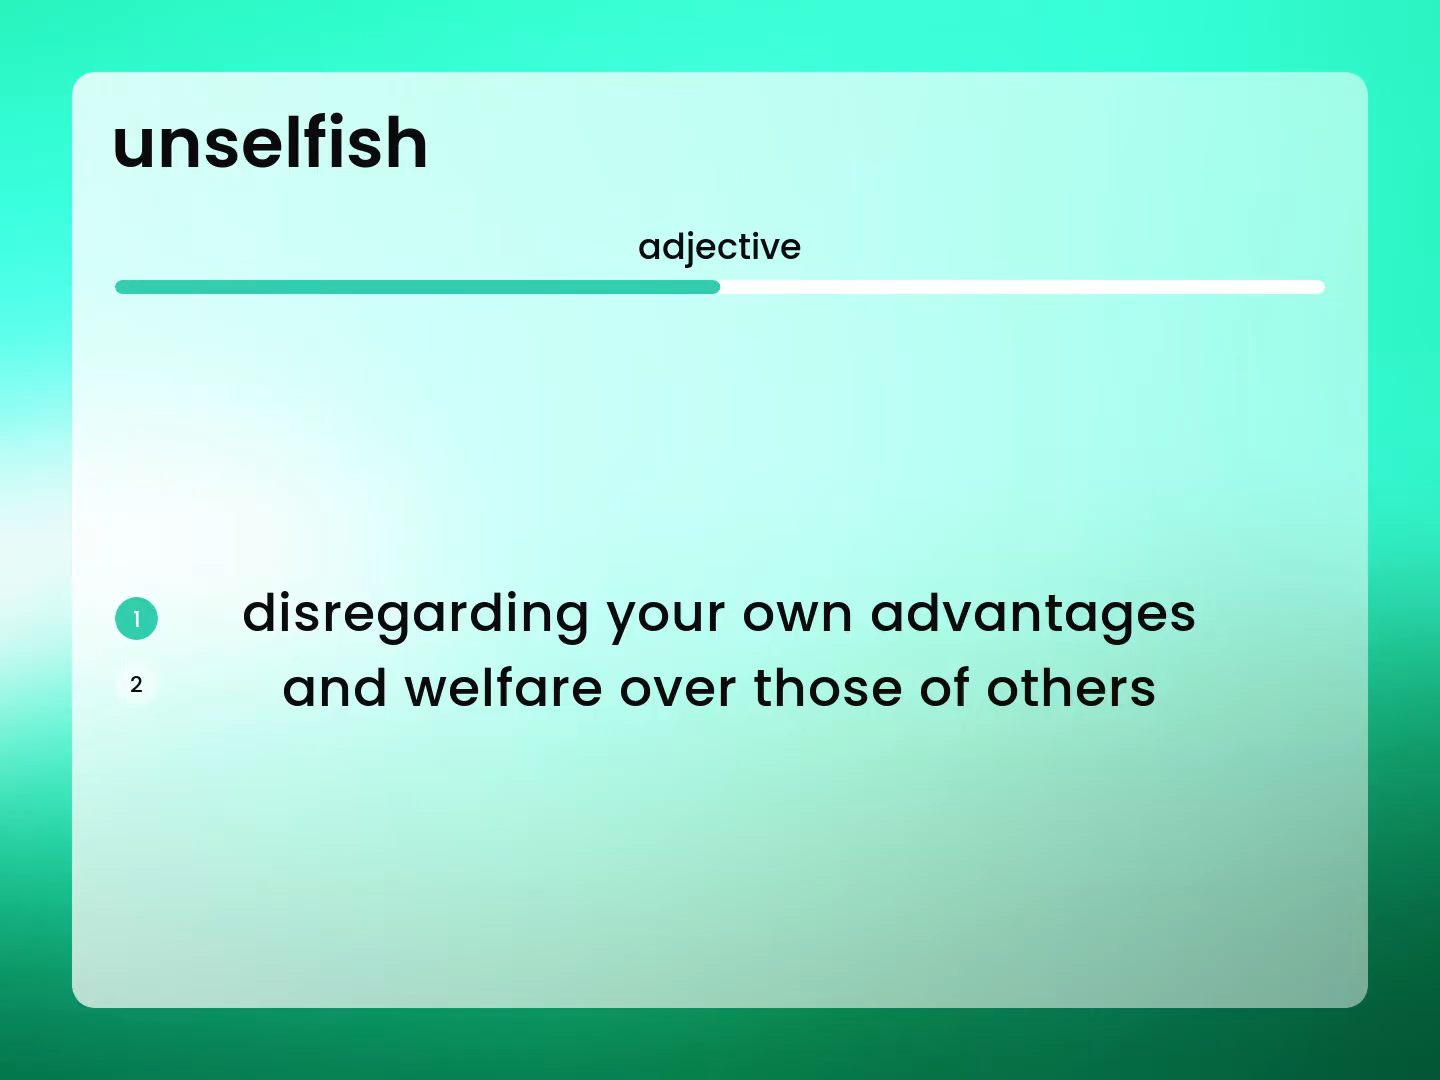 unselfish
adjective
1
disregarding your own advantages
2
and welfare over those of others